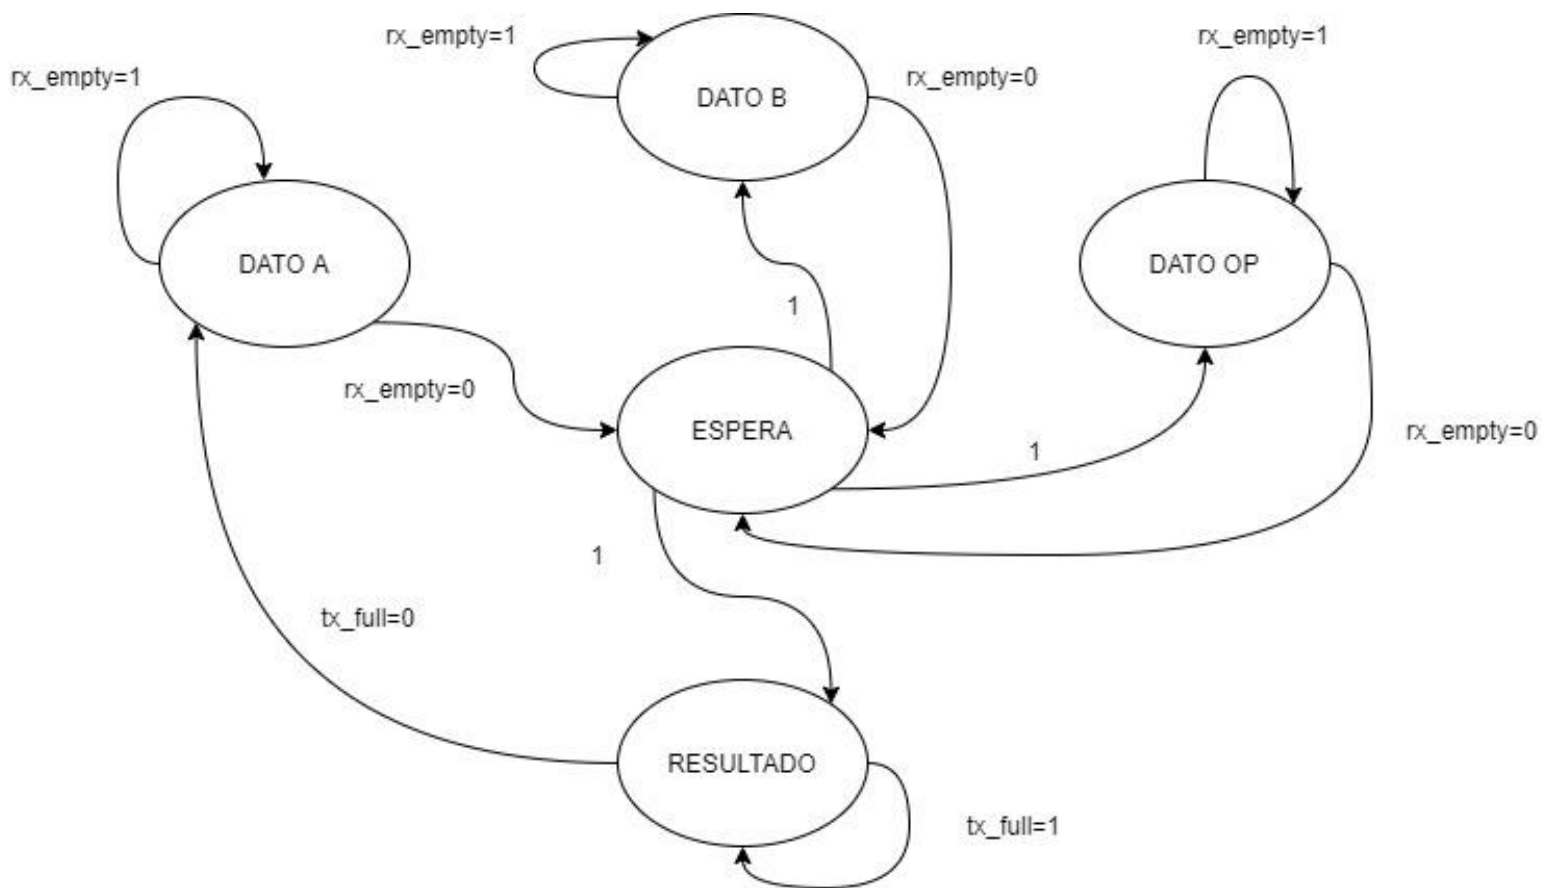 rx_empty=1
rx_empty=1
rx_empty=1
rx_empty=0
DATO B
DATO A
DATO OP
1
rx_empty=0
ESPERA
1
rx_empty=0
1
tx_full=0
RESULTADO
tx_full=1